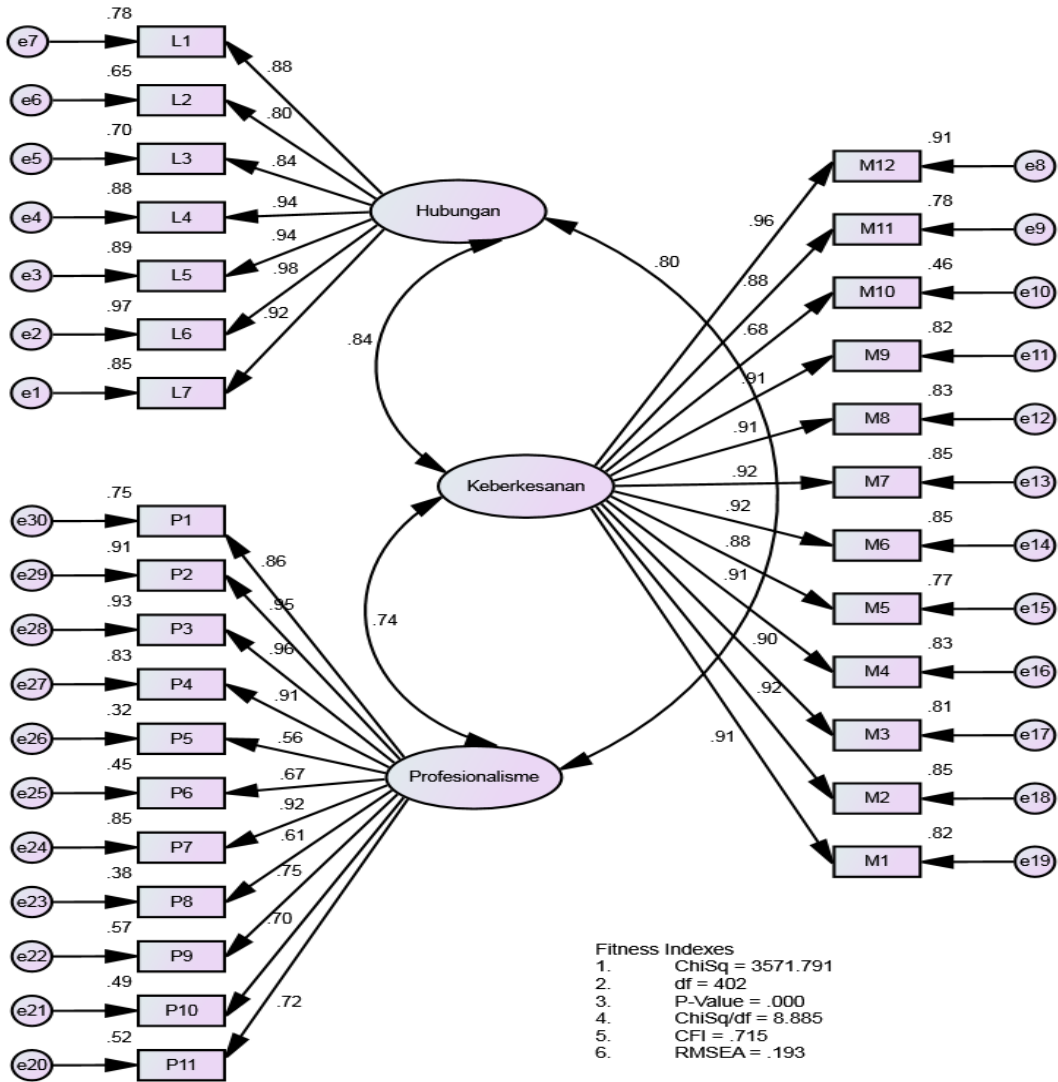 .78
e7
L1
.88
.65
e6
L2
.80
.70
e5
L3
.84
.88
e4
L4
.94
.89
e3
L5
.94
.97
e2
L6
.98
.85
e1
L7
.92
Hubungan
.80
.84
Keberkesanan
.74
Profesionalisme
.91
M12
e8
.96
.78
M11
e9
.88
.46
M10
e10
.68
.82
M9
e11
.91
.83
M8
e12
.91
.85
M7
e13
.92
.85
M6
e14
.92
.77
M5
e15
.88
.83
M4
e16
.91
.81
M3
e17
.90
.85
M2
e18
.92
.82
M1
e19
.91
.75
e30
P1
.86
.91
e29
P2
.95
.93
e28
P3
.96
.83
e27
P4
.91
.32
e26
P5
.56
.45
e25
P6
.67
.85
e24
P7
.92
.38
e23
P8
.61
.57
e22
P9
.75
.49
e21
P10
.70
.52
e20
P11
.72
Fitness Indexes
1. ChiSq = 3571.791
2. df = 402
3. P-Value = .000
4. ChiSq/df = 8.885
5. CFI = .715
6. RMSEA = .193